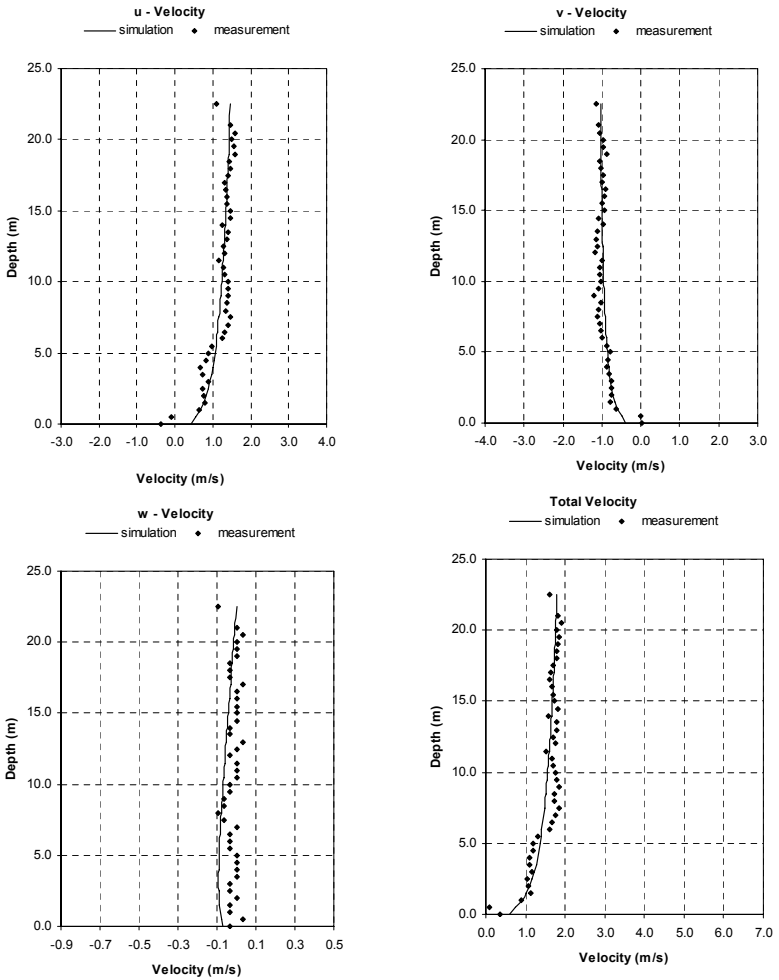 u - Velocity
simulation measurement
25.0
20.0
15.0
10.0
5.0
0.0
Depth (m)
-3.0 -2.0 -1.0 0.0 1.0 2.0 3.0 4.0
Velocity (m/s)
v - Velocity
simulation measurement
25.0
20.0
15.0
10.0
5.0
0.0
Depth (m)
-4.0 -3.0 -2.0 -1.0 0.0 1.0 2.0 3.0
Velocity (m/s)
w - Velocity
simulation measurement
25.0
20.0
15.0
10.0
5.0
0.0
Depth (m)
-0.9 -0.7 -0.5 -0.3 -0.1 0.1 0.3 0.5
Velocity (m/s)
Total Velocity
simulation measurement
25.0
20.0
15.0
10.0
5.0
0.0
Depth (m)
0.0 1.0 2.0 3.0 4.0 5.0 6.0 7.0
Velocity (m/s)